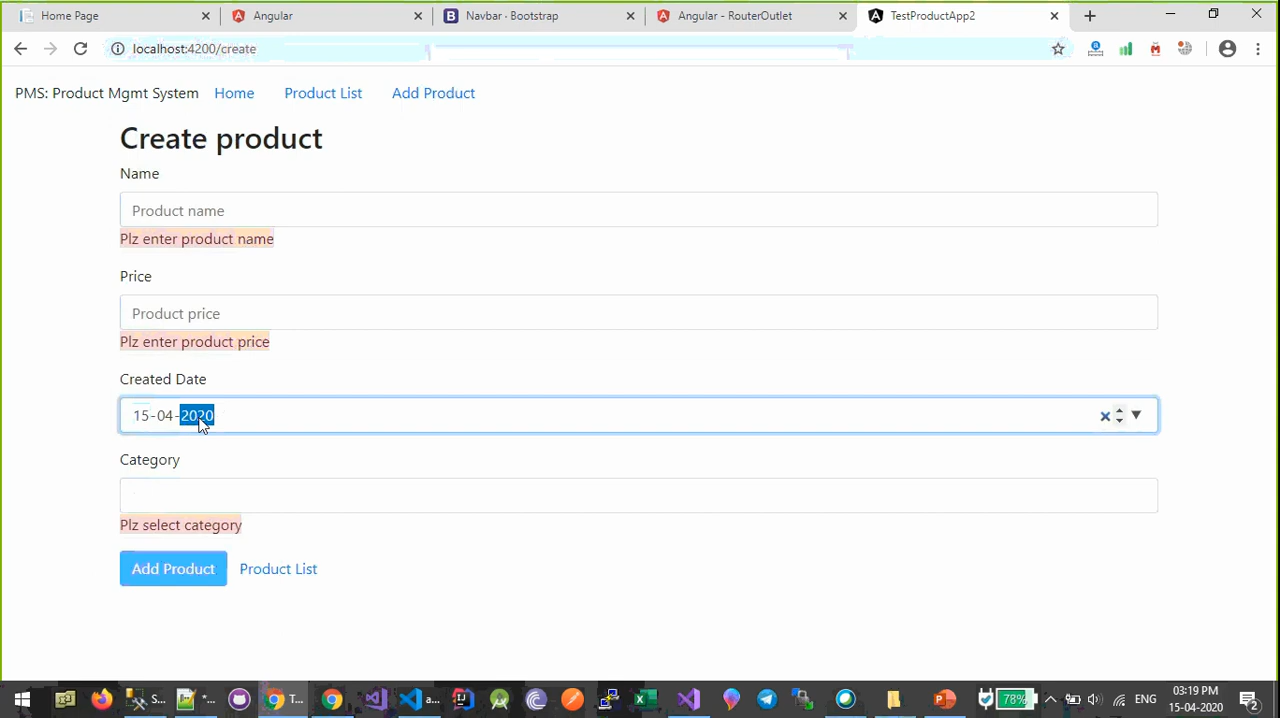 Home Page
Angular
Navbar · Bootstrap
Angular - RouterOutlet
TestProductApp2
localhost:4200/create
PMS: Product Mgmt System Home Product List Add Product
Create product
Name
Product name
Plz enter product name
Price
Product price
Plz enter product price
Created Date
15-04-2020
Category
Plz select category
Add Product Product List
S...
T...
a...
78%
ENG
03:19 PM
15-04-2020
2